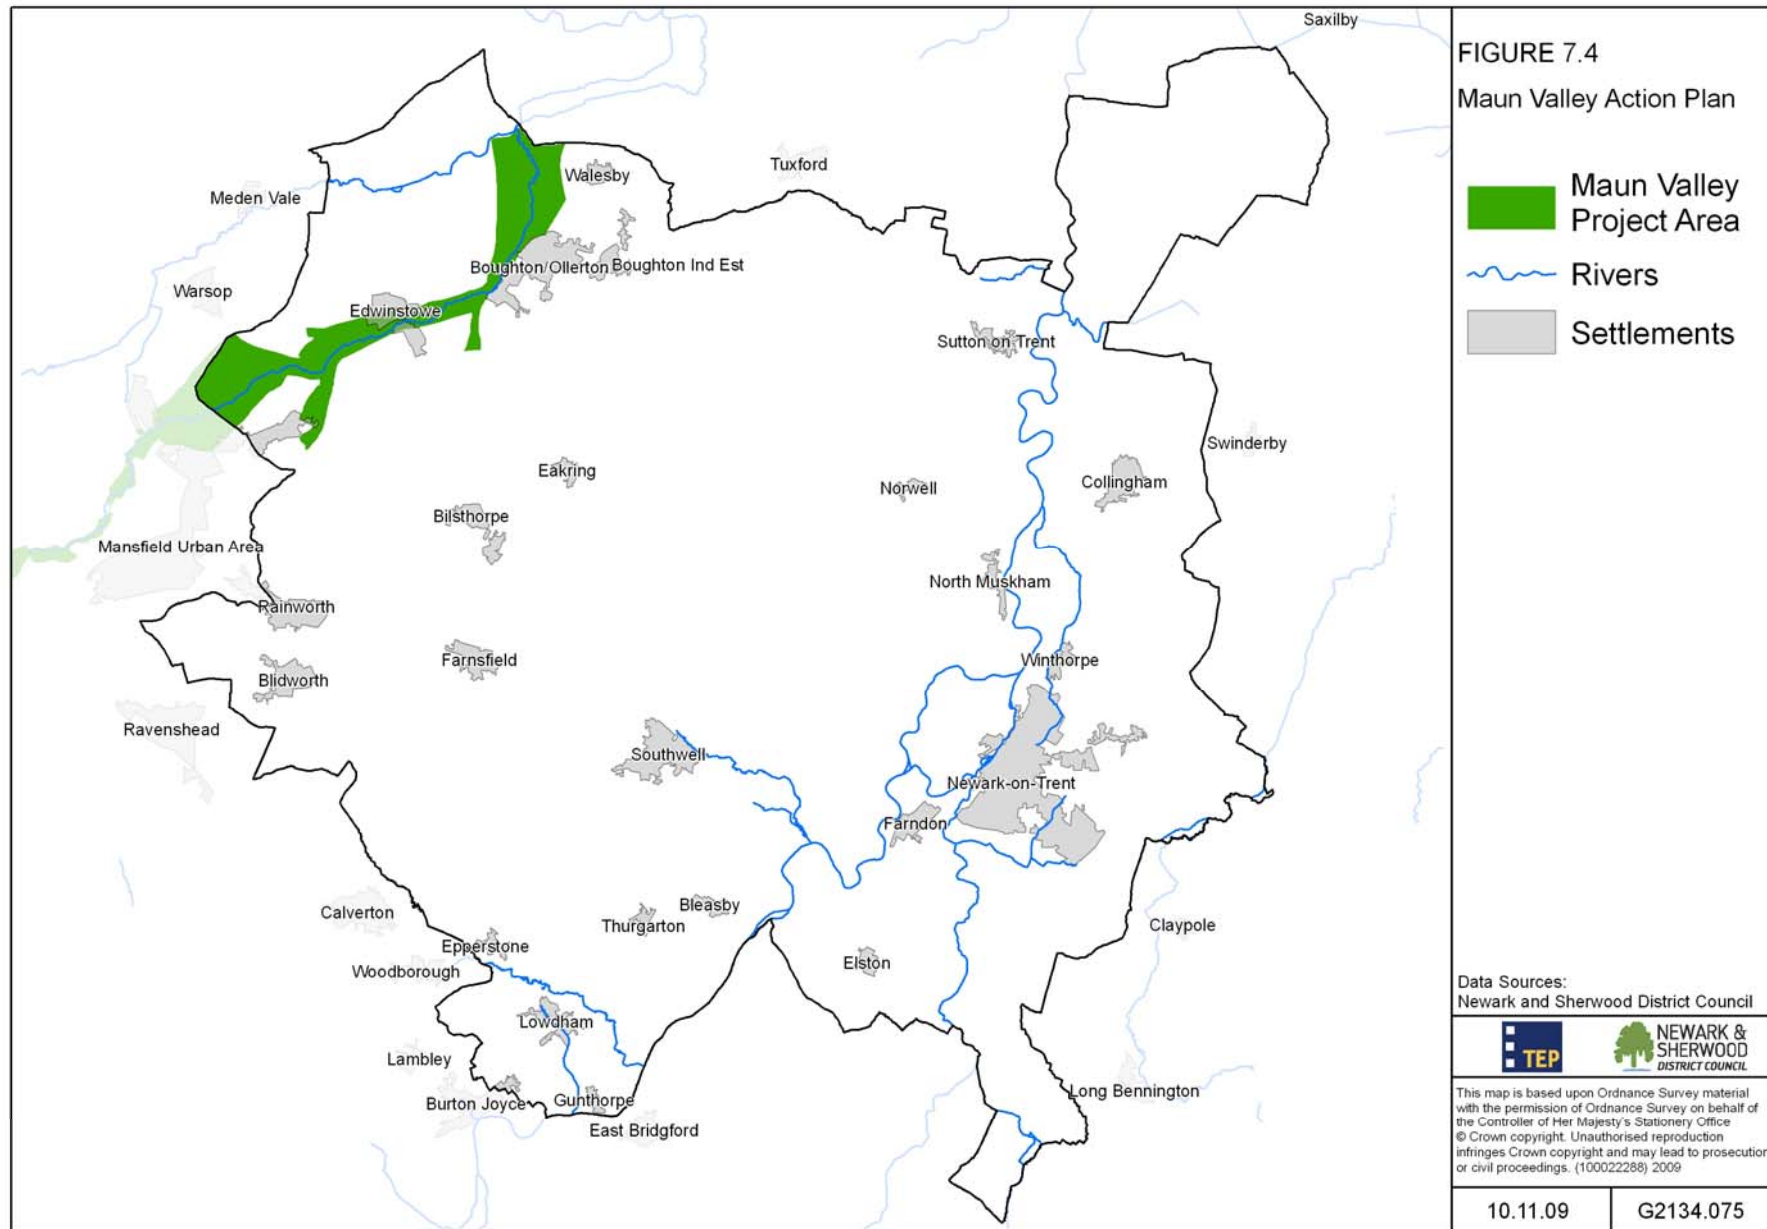 Saxilby
Tuxford
Walesby
Meden Vale
Boughton/Ollerton
Boughton Ind Est
Warsop
Edwinstowe
Sutton on Trent
Swinderby
Eakring
Collingham
Norwell
Bilsthorpe
Mansfield Urban Area
North Muskham
Rainworth
Farnsfield
Winthorpe
Blidworth
Ravenshead
Southwell
Newark-on-Trent
Farndon
Calverton
Bleasby
Thurgarton
Claypole
Epperstone
Woodborough
Elston
Lowdham
Lambley
Long Bennington
Burton Joyce
Gunthorpe
East Bridgford
FIGURE 7.4
Maun Valley Action Plan
Maun Valley
Project Area
Rivers
Settlements
Data Sources:
Newark and Sherwood District Council
TEP
NEWARK &
SHERWOOD
DISTRICT COUNCIL
This map is based upon Ordnance Survey material
with the permission of Ordnance Survey on behalf of
the Controller of Her Majesty's Stationery Office
© Crown copyright. Unauthorised reproduction
infringes Crown copyright and may lead to prosecution
or civil proceedings. (100022288) 2009
10.11.09
G2134.075